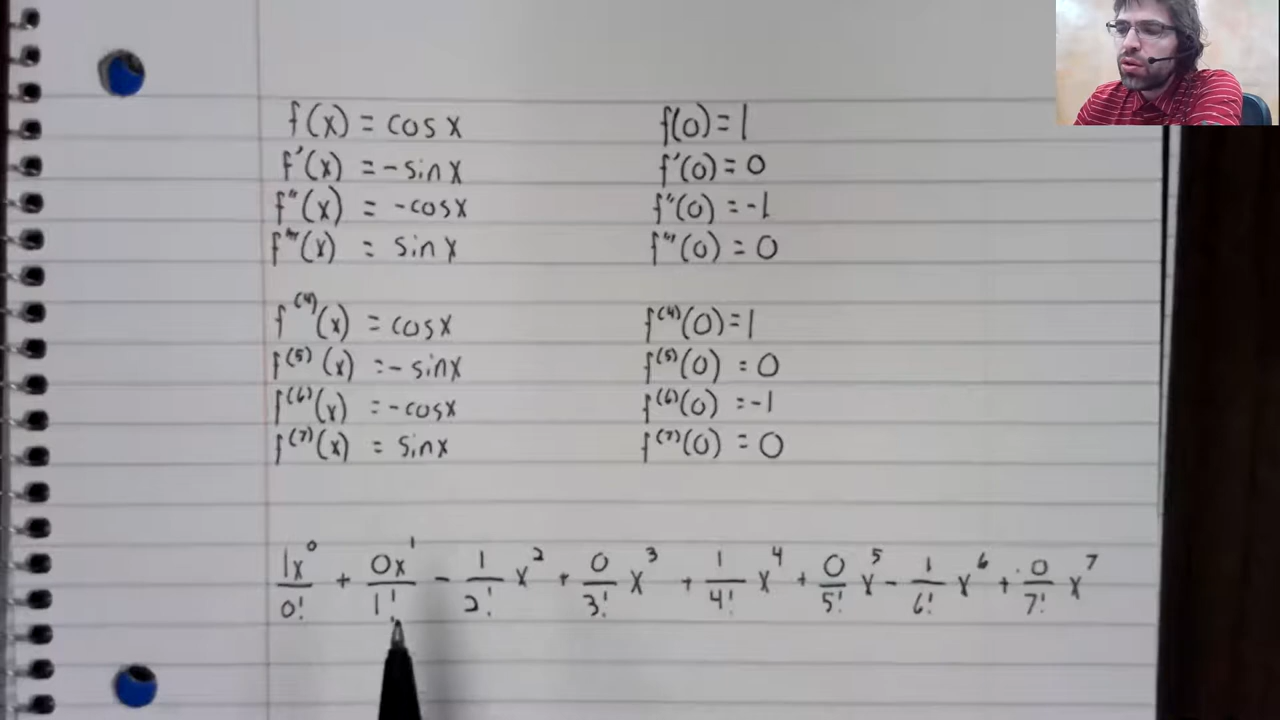 f(x) = cos x f(0) = 1
f'(x) = -sin x f'(0) = 0
f''(x) = -cos x f''(0) = -1
f'''(x) = sin x f'''(0) = 0
f^(4)(x) = cos x f^(4)(0) = 1
f^(5)(x) = -sin x f^(5)(0) = 0
f^(6)(x) = -cos x f^(6)(0) = -1
f^(7)(x) = sin x f^(7)(0) = 0
1x^0/0! + 0x^1/1! - 1/2! x^2 + 0/3! x^3 + 1/4! x^4 + 0/5! x^5 - 1/6! x^6 + 0/7! x^7